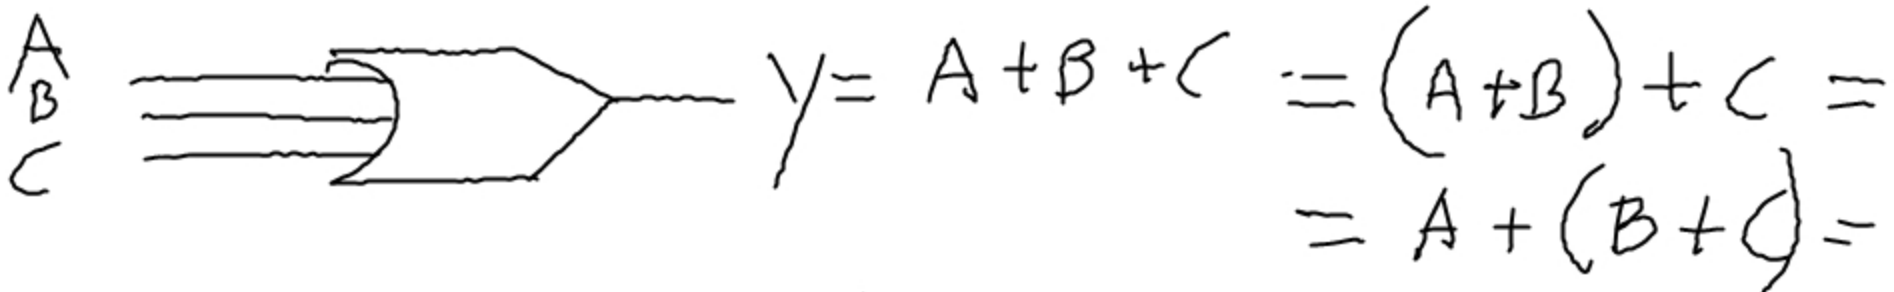 A
B
C
Y = A + B + C = (A + B) + C =
= A + (B + C) =